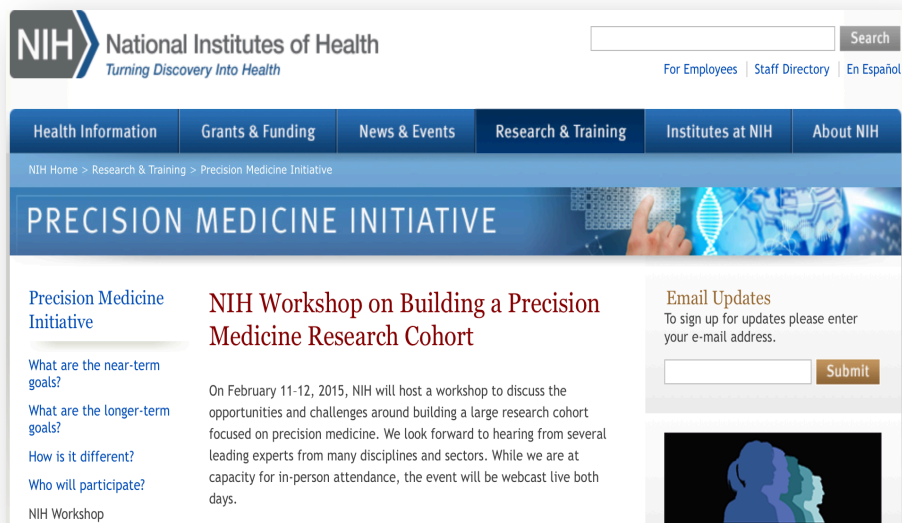 NIH National Institutes of Health
Turning Discovery Into Health
Search
For Employees Staff Directory En Español
Health Information Grants & Funding News & Events Research & Training Institutes at NIH About NIH
NIH Home > Research & Training > Precision Medicine Initiative
PRECISION MEDICINE INITIATIVE
Precision Medicine
Initiative
What are the near-term
goals?
What are the longer-term
goals?
How is it different?
Who will participate?
NIH Workshop
NIH Workshop on Building a Precision
Medicine Research Cohort
On February 11-12, 2015, NIH will host a workshop to discuss the
opportunities and challenges around building a large research cohort
focused on precision medicine. We look forward to hearing from several
leading experts from many disciplines and sectors. While we are at
capacity for in-person attendance, the event will be webcast live both
days.
Email Updates
To sign up for updates please enter
your e-mail address.
Submit